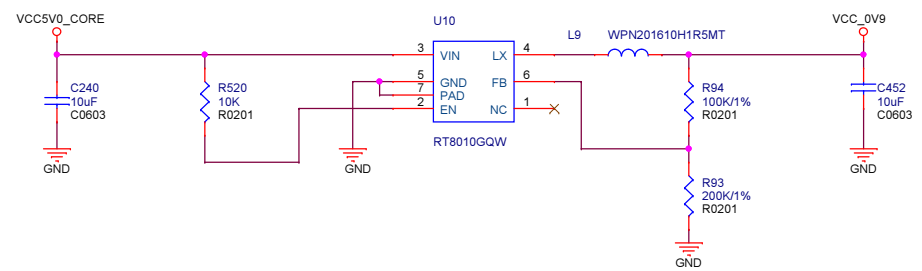 VCC5V0_CORE
U10
L9 WPN201610H1R5MT
VCC_0V9
3 VIN LX 4
5 GND FB 6
7 PAD
2 EN NC 1
RT8010GQW
C240
10uF
C0603
GND
R520
10K
R0201
GND
R94
100K/1%
R0201
C452
10uF
C0603
GND
R93
200K/1%
R0201
GND